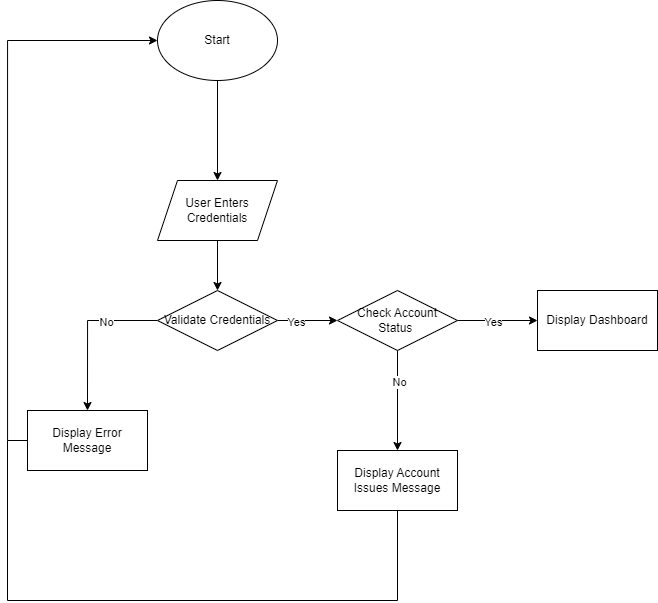 Start
User Enters
Credentials
Validate Credentials
No
Yes
Check Account
Status
Yes
Display Dashboard
No
Display Error
Message
Display Account
Issues Message